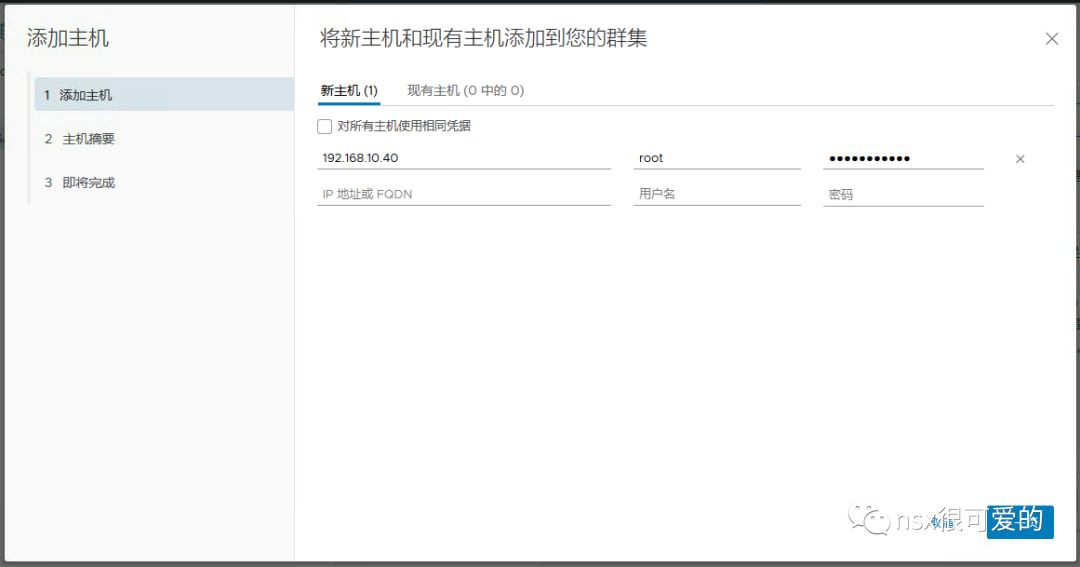 添加主机
将新主机和现有主机添加到您的群集
1 添加主机
2 主机摘要
3 即将完成
新主机 (1)
现有主机 (0 中的 0)
对所有主机使用相同凭据
192.168.10.40 root •••••••••••
IP 地址或 FQDN 用户名 密码
nsx很可爱的